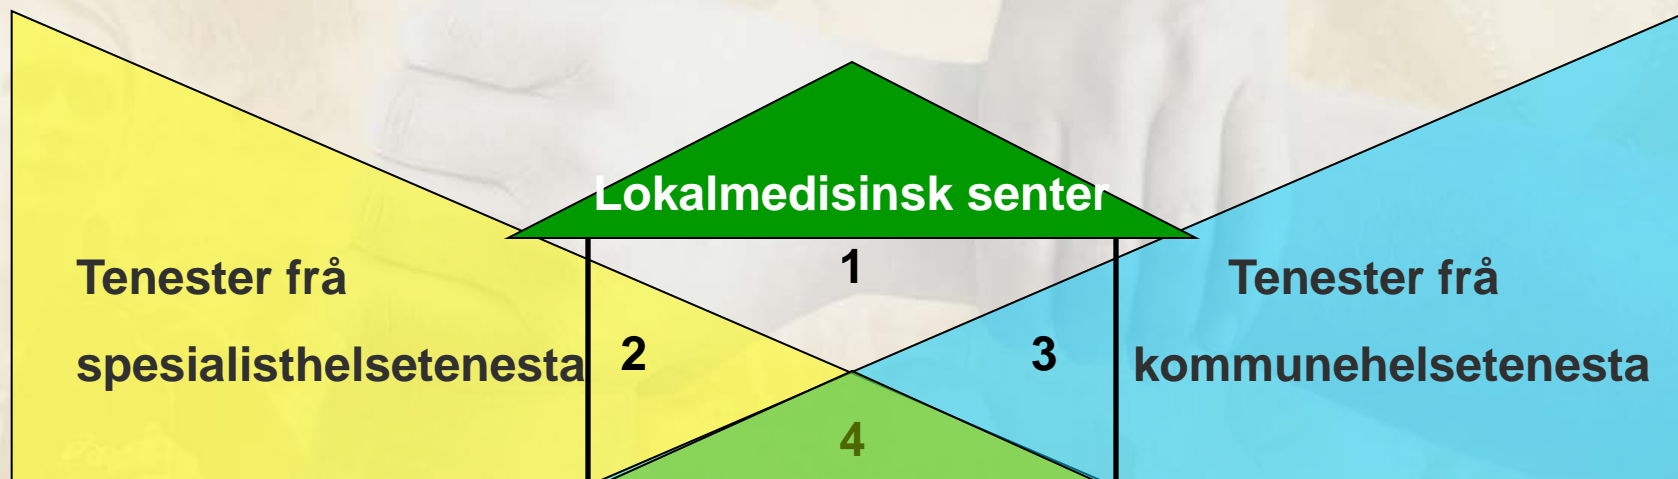 Lokalmedisinsk senter
1
Tenester frå
spesialisthelsetenesta
2
3
Tenester frå
kommunehelsetenesta
4